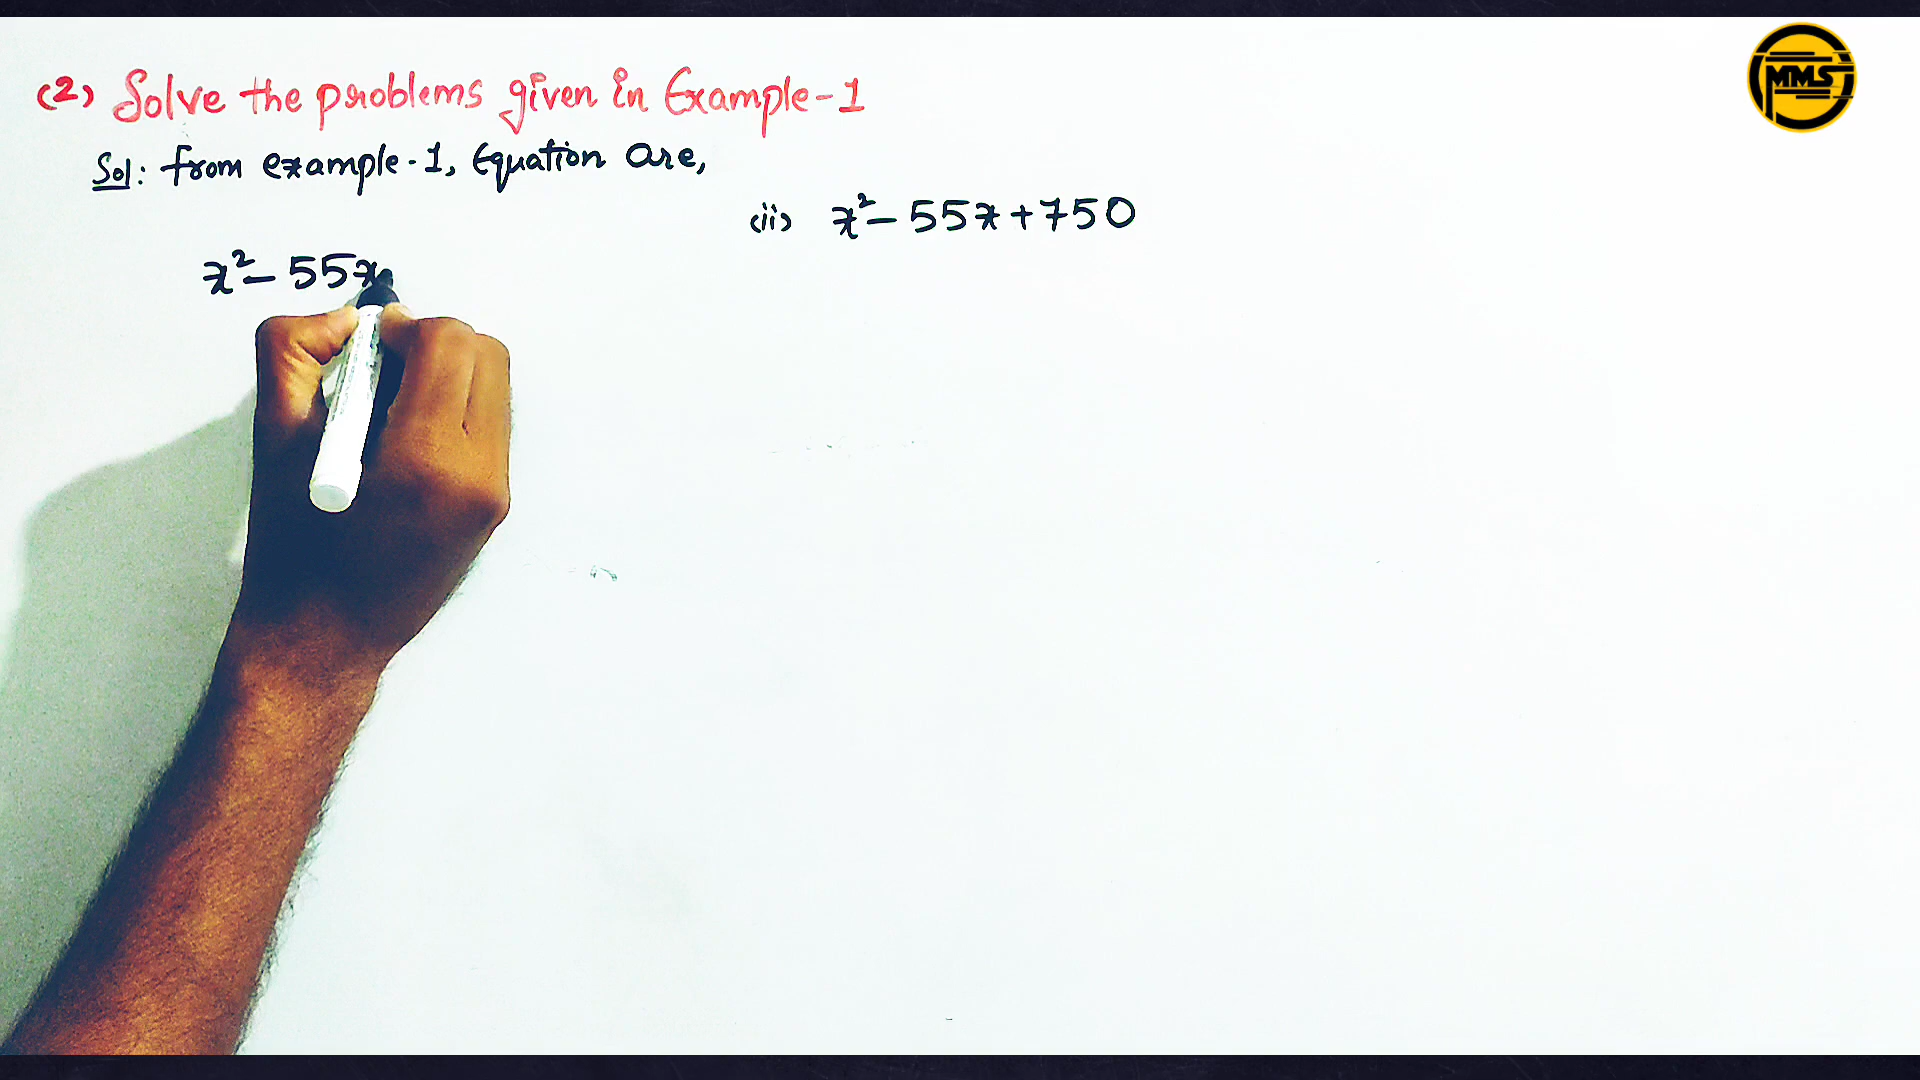 (2) Solve the problems given in Example-1
Sol: from example-1, Equation are,
(ii) x²-55x+750
x²-55x
MMS